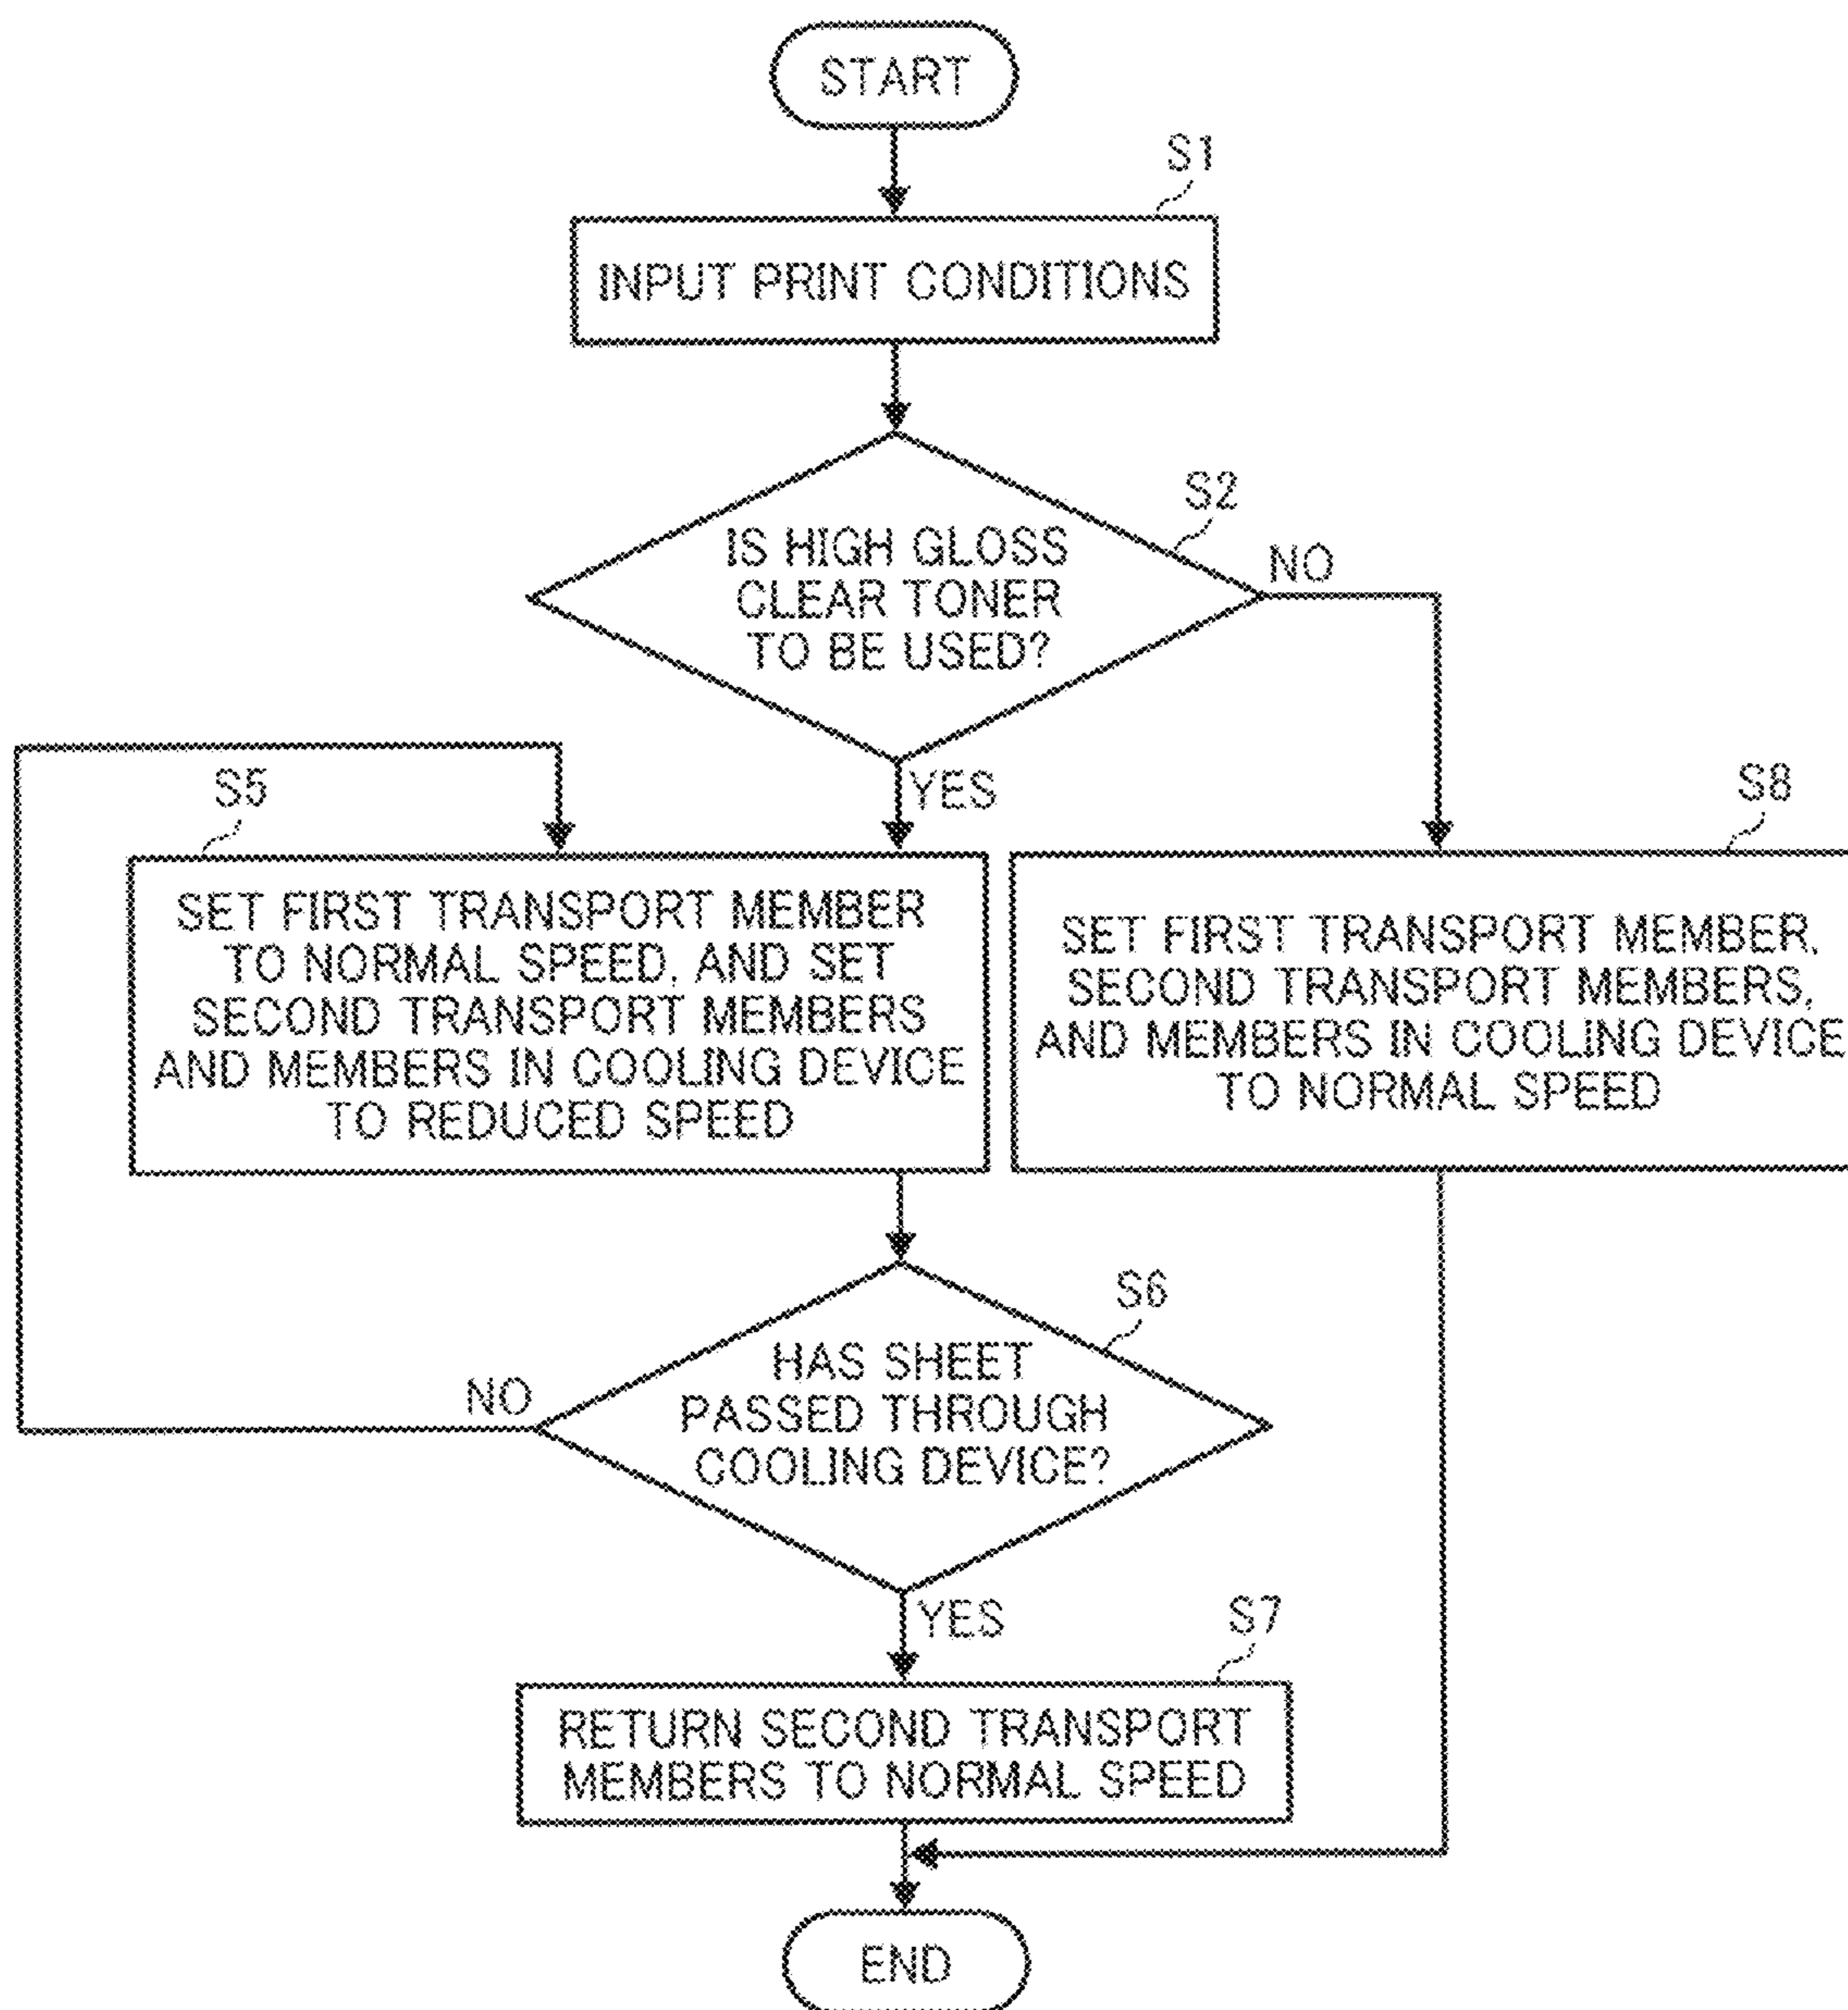 START
S1
INPUT PRINT CONDITIONS
S2
IS HIGH GLOSS
CLEAR TONER
TO BE USED?
NO
YES
S5
SET FIRST TRANSPORT MEMBER
TO NORMAL SPEED, AND SET
SECOND TRANSPORT MEMBERS
AND MEMBERS IN COOLING DEVICE
TO REDUCED SPEED
S8
SET FIRST TRANSPORT MEMBER,
SECOND TRANSPORT MEMBERS,
AND MEMBERS IN COOLING DEVICE
TO NORMAL SPEED
S6
HAS SHEET
PASSED THROUGH
COOLING DEVICE?
NO
YES
S7
RETURN SECOND TRANSPORT
MEMBERS TO NORMAL SPEED
END